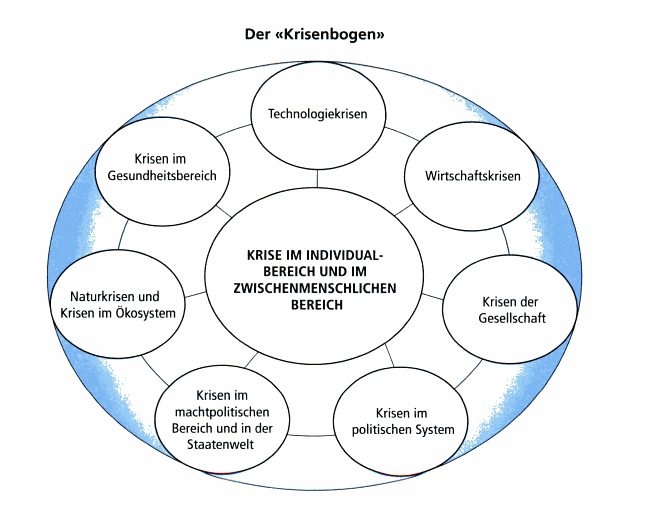 Der «Krisenbogen»
Technologiekrisen
Krisen im
Gesundheitsbereich
Wirtschaftskrisen
KRISE IM INDIVIDUAL-
BEREICH UND IM
ZWISCHENMENSCHLICHEN
BEREICH
Naturkrisen und
Krisen im Ökosystem
Krisen der
Gesellschaft
Krisen im
machtpolitischen
Bereich und in der
Staatenwelt
Krisen im
politischen System